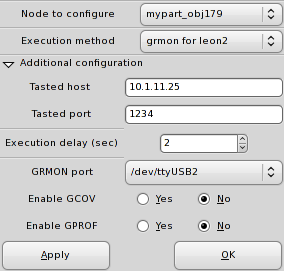 Node to configure mypart_obj179
Execution method grmon for leon2
Additional configuration
Tasted host 10.1.11.25
Tasted port 1234
Execution delay (sec) 2
GRMON port /dev/ttyUSB2
Enable GCOV Yes No
Enable GPROF Yes No
Apply OK